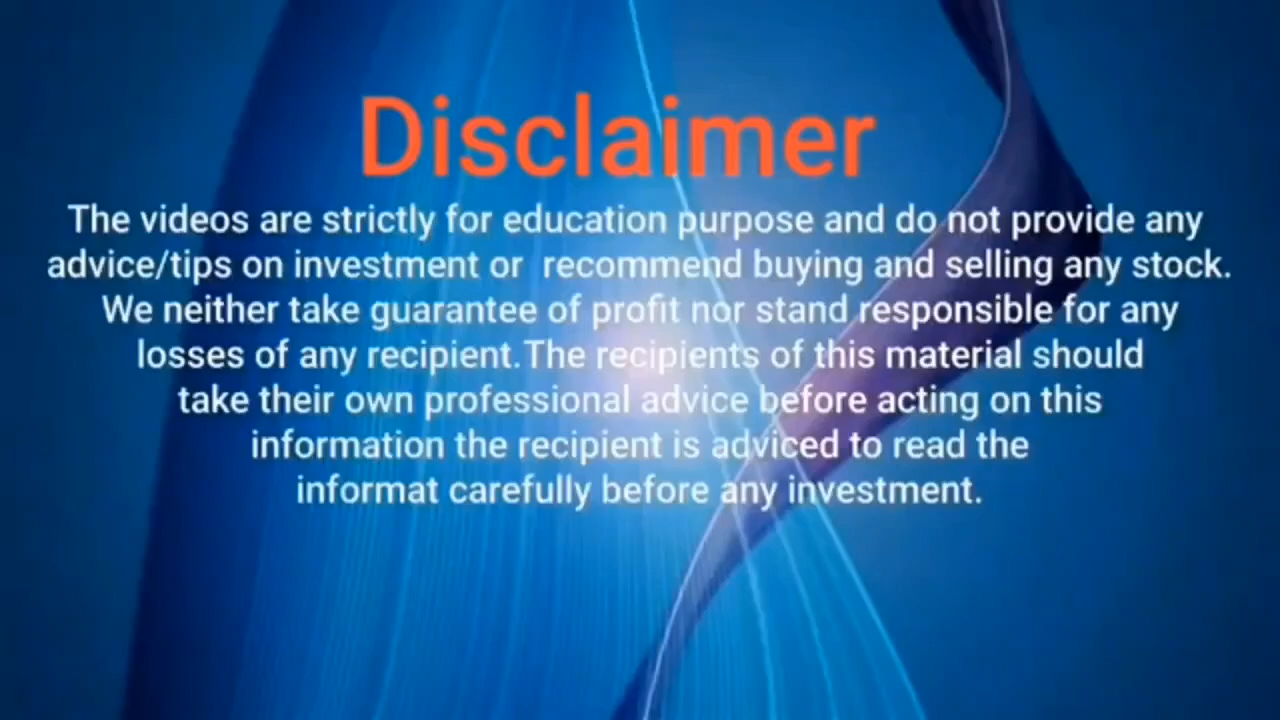 Disclaimer
The videos are strictly for education purpose and do not provide any
advice/tips on investment or  recommend buying and selling any stock.
We neither take guarantee of profit nor stand responsible for any
losses of any recipient.The recipients of this material should
take their own professional advice before acting on this
information the recipient is adviced to read the
informat carefully before any investment.